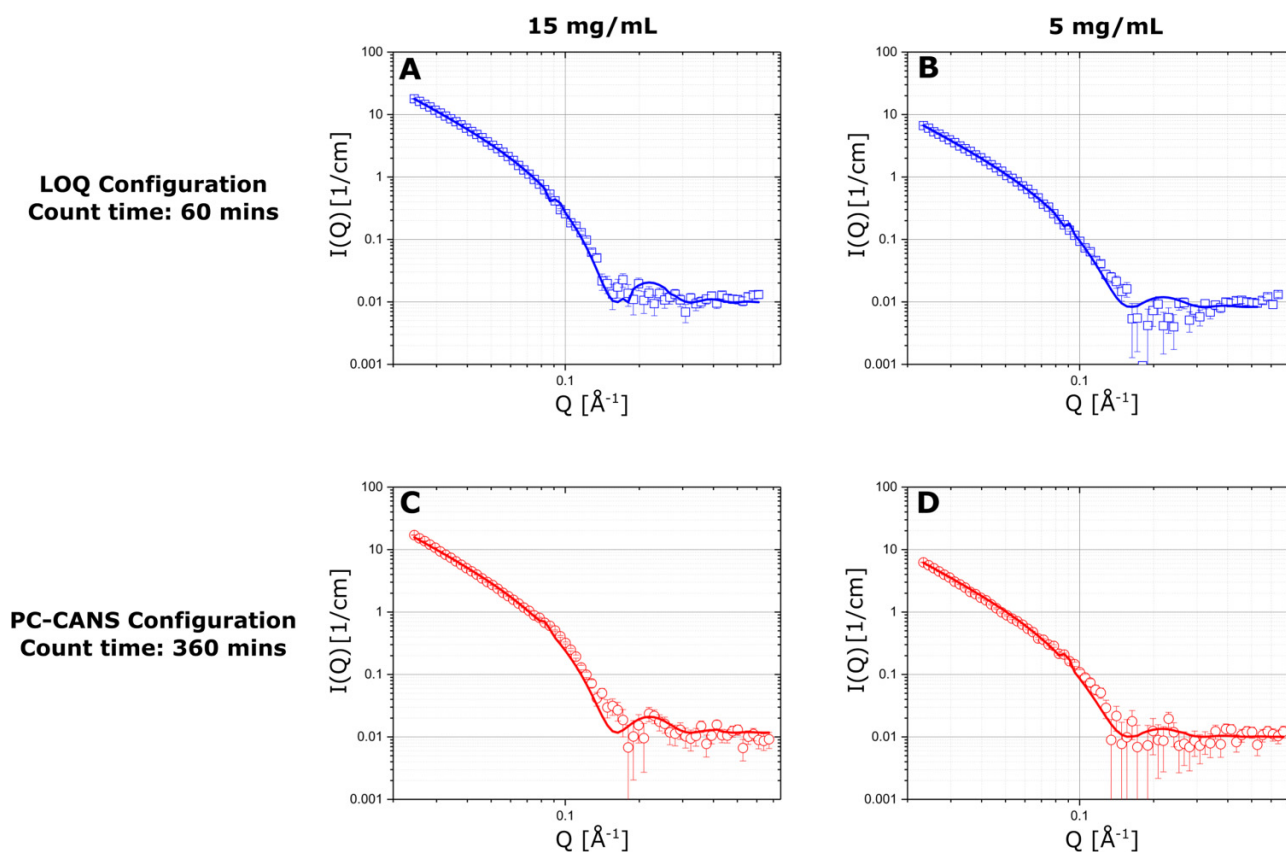 15 mg/mL
5 mg/mL
LOQ Configuration
Count time: 60 mins
A
I(Q) [1/cm]
100
10
1
0.1
0.01
0.001
0.1
Q [Å⁻¹]
B
I(Q) [1/cm]
100
10
1
0.1
0.01
0.001
0.1
Q [Å⁻¹]
PC-CANS Configuration
Count time: 360 mins
C
I(Q) [1/cm]
100
10
1
0.1
0.01
0.001
0.1
Q [Å⁻¹]
D
I(Q) [1/cm]
100
10
1
0.1
0.01
0.001
0.1
Q [Å⁻¹]